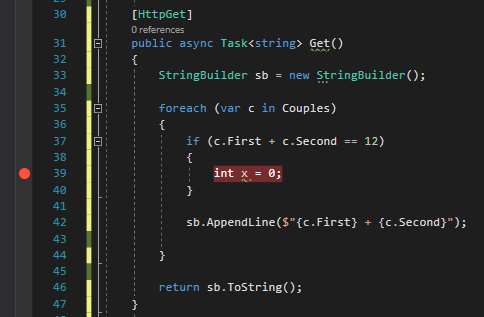 30 [HttpGet]
0 references
31 public async Task<string> Get()
32 {
33 StringBuilder sb = new StringBuilder();
34
35 foreach (var c in Couples)
36 {
37 if (c.First + c.Second == 12)
38 {
39 int x = 0;
40 }
41
42 sb.AppendLine($"{c.First} + {c.Second}");
43
44 }
45
46 return sb.ToString();
47 }